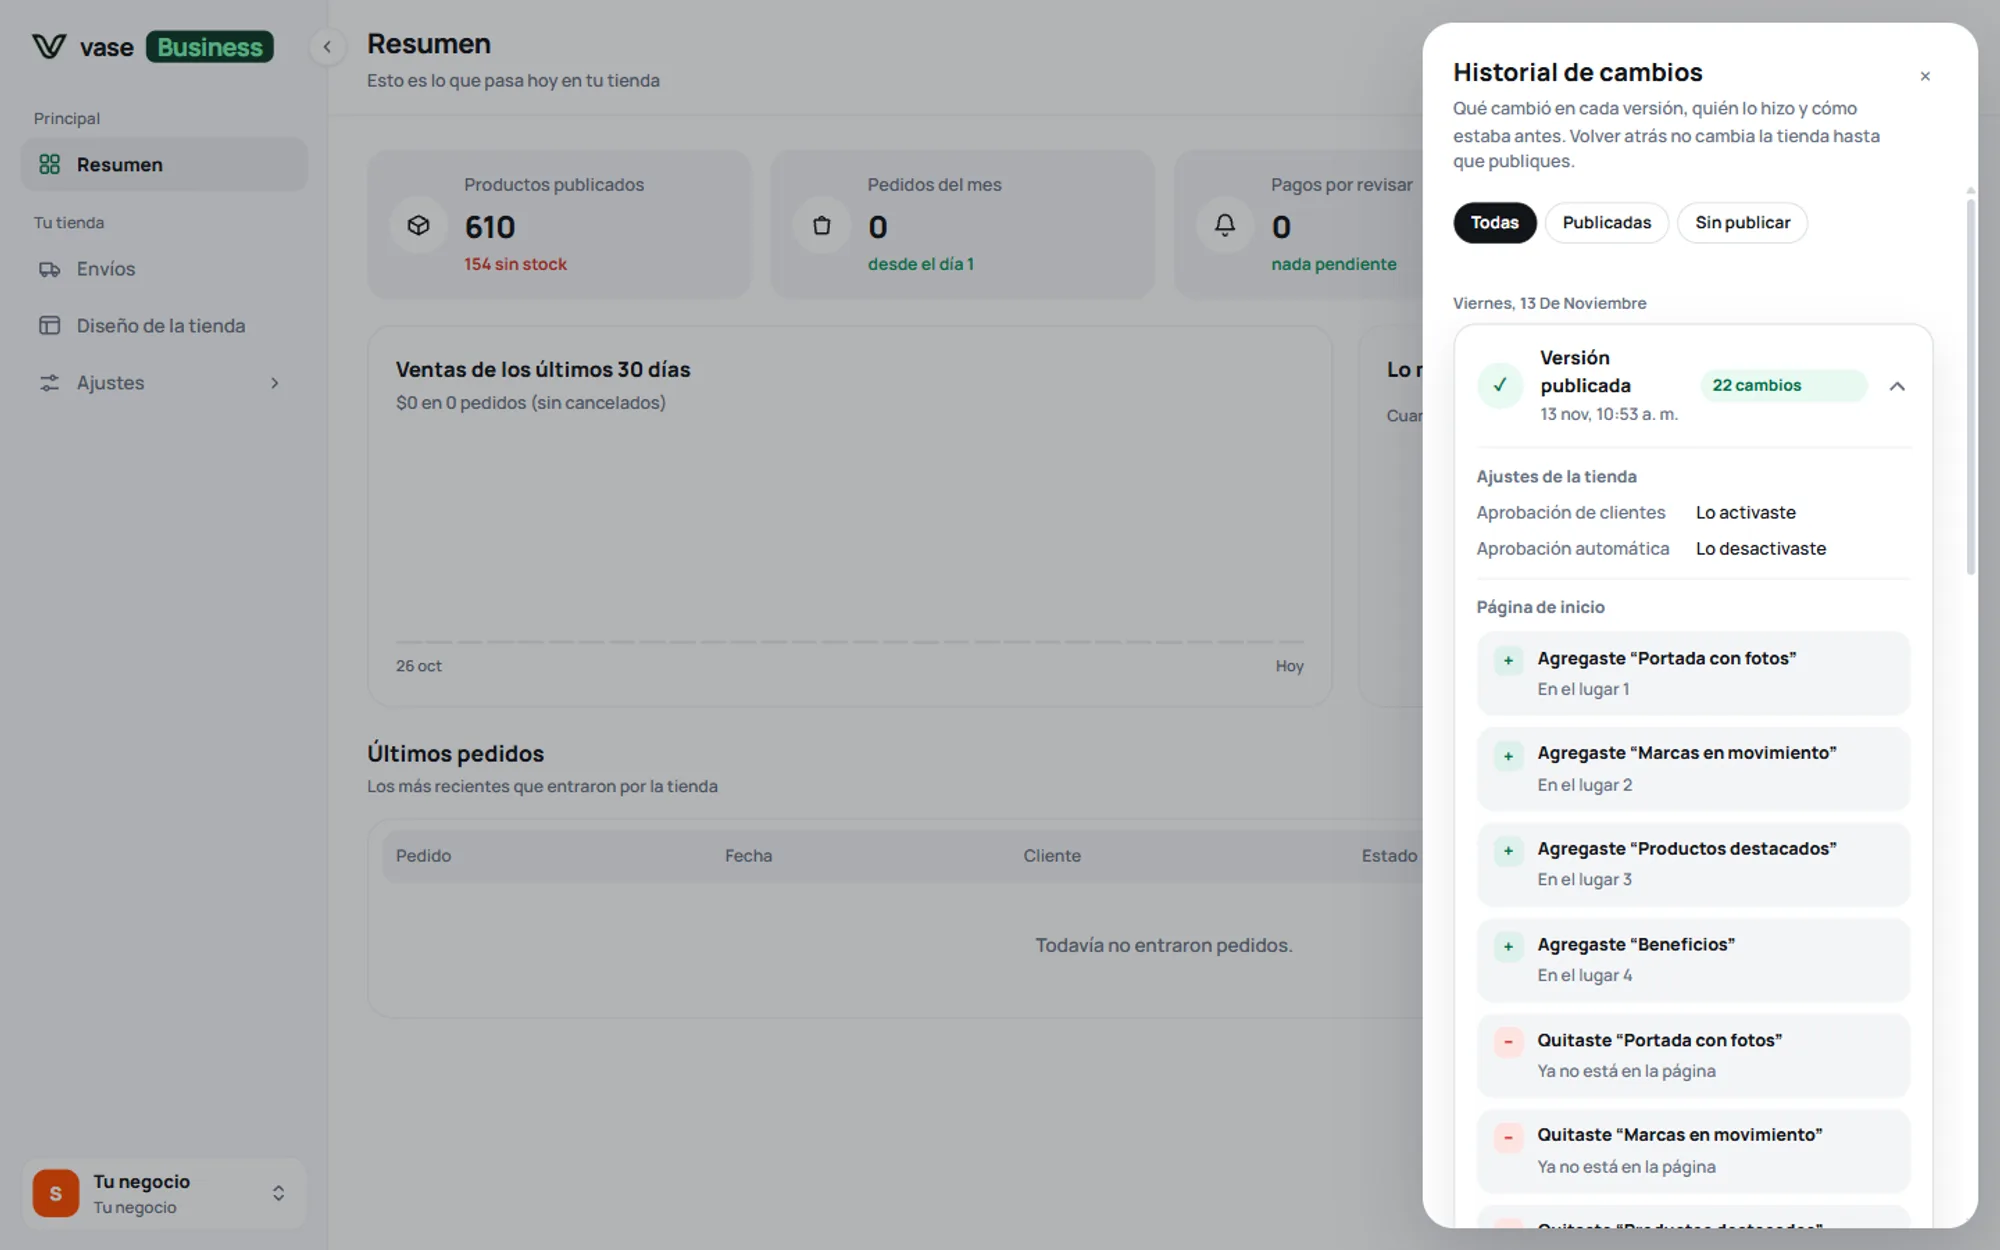 vase Business
Principal
Resumen
Tu tienda
Envíos
Diseño de la tienda
Ajustes
Tu negocio
Tu negocio
S
Resumen
Esto es lo que pasa hoy en tu tienda
Productos publicados
610
154 sin stock
Pedidos del mes
0
desde el día 1
Pagos por revisar
0
nada pendiente
Ventas de los últimos 30 días
$0 en 0 pedidos (sin cancelados)
26 oct
Hoy
Últimos pedidos
Los más recientes que entraron por la tienda
Pedido
Fecha
Cliente
Estado
Todavía no entraron pedidos.
Historial de cambios
Qué cambió en cada versión, quién lo hizo y cómo
estaba antes. Volver atrás no cambia la tienda hasta
que publiques.
Todas
Publicadas
Sin publicar
Viernes, 13 De Noviembre
Versión
publicada
13 nov, 10:53 a. m.
22 cambios
Ajustes de la tienda
Aprobación de clientes Lo activaste
Aprobación automática Lo desactivaste
Página de inicio
Agregaste “Portada con fotos”
En el lugar 1
Agregaste “Marcas en movimiento”
En el lugar 2
Agregaste “Productos destacados”
En el lugar 3
Agregaste “Beneficios”
En el lugar 4
Quitaste “Portada con fotos”
Ya no está en la página
Quitaste “Marcas en movimiento”
Ya no está en la página
Quitaste “Productos destacados”